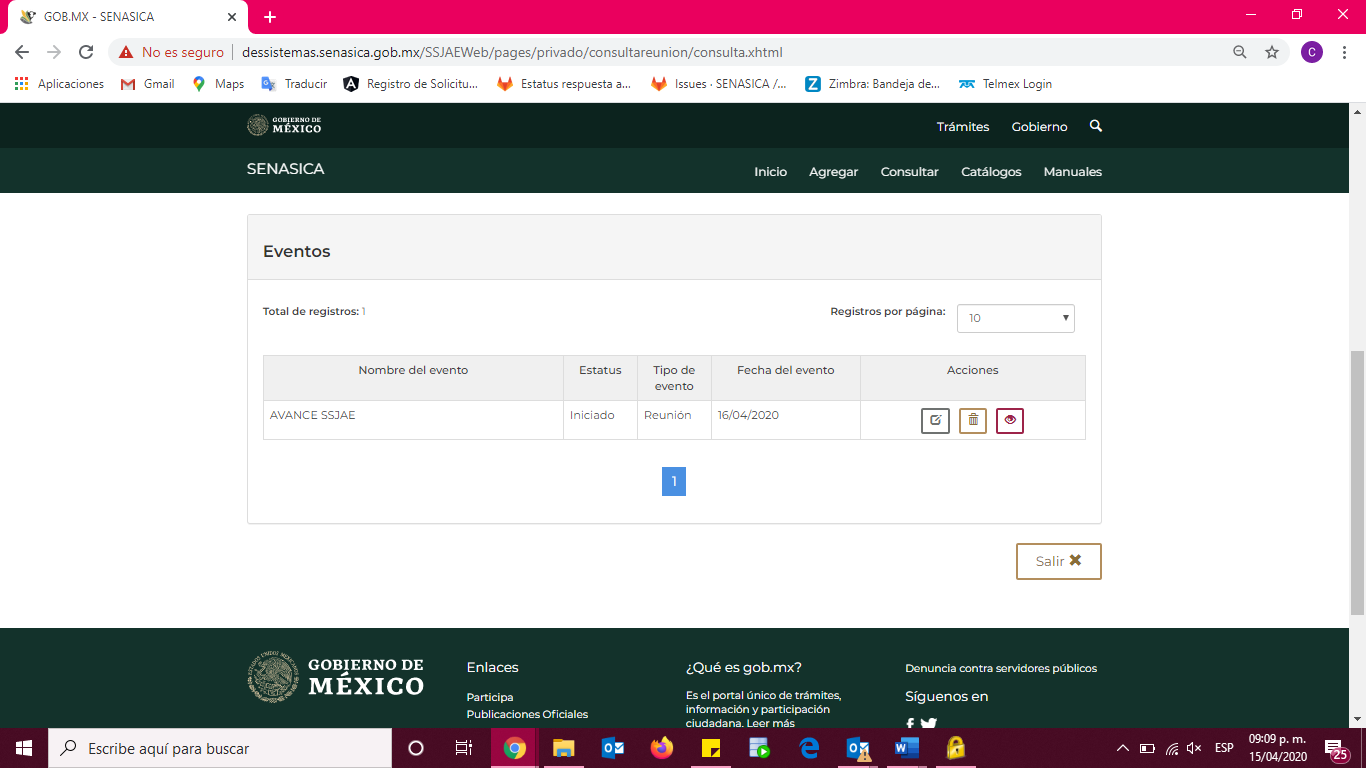 GOB.MX - SENASICA
No es seguro | dessistemas.senasica.gob.mx/SSJAEWeb/pages/privado/consultareunion/consulta.xhtml
C
Aplicaciones Gmail Maps Traducir Registro de Solicitu... Estatus respuesta a... Issues · SENASICA /... Zimbra: Bandeja de... Telmex Login
GOBIERNO DE
MÉXICO
Trámites Gobierno
SENASICA
Inicio Agregar Consultar Catálogos Manuales
Eventos
Total de registros: 1
Registros por página: 10
Nombre del evento Estatus Tipo de evento Fecha del evento Acciones
AVANCE SSJAE Iniciado Reunión 16/04/2020
1
Salir
GOBIERNO DE
MÉXICO
Enlaces
Participa
Publicaciones Oficiales
¿Qué es gob.mx?
Es el portal único de trámites,
información y participación
ciudadana. Leer más
Denuncia contra servidores públicos
Síguenos en
Escribe aquí para buscar
ESP
09:09 p. m.
15/04/2020
25